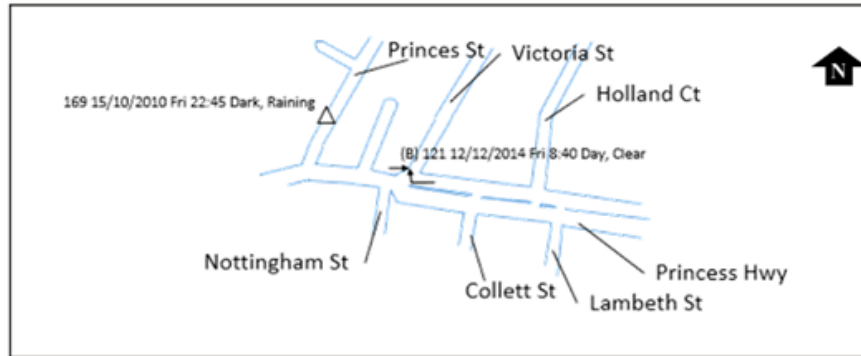 Princes St
Victoria St
N
Holland Ct
169 15/10/2010 Fri 22:45 Dark, Raining
(B) 121 12/12/2014 Fri 8:40 Day, Clear
Nottingham St
Collett St
Princess Hwy
Lambeth St